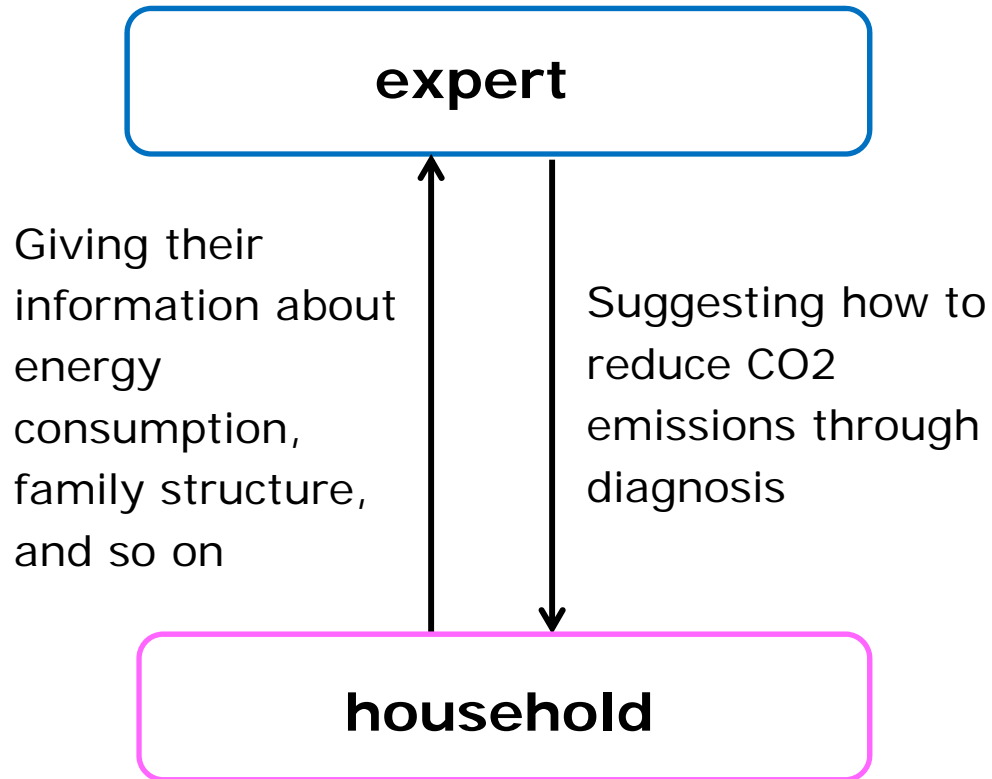 expert
Giving their
information about
energy
consumption,
family structure,
and so on
Suggesting how to
reduce CO2
emissions through
diagnosis
household